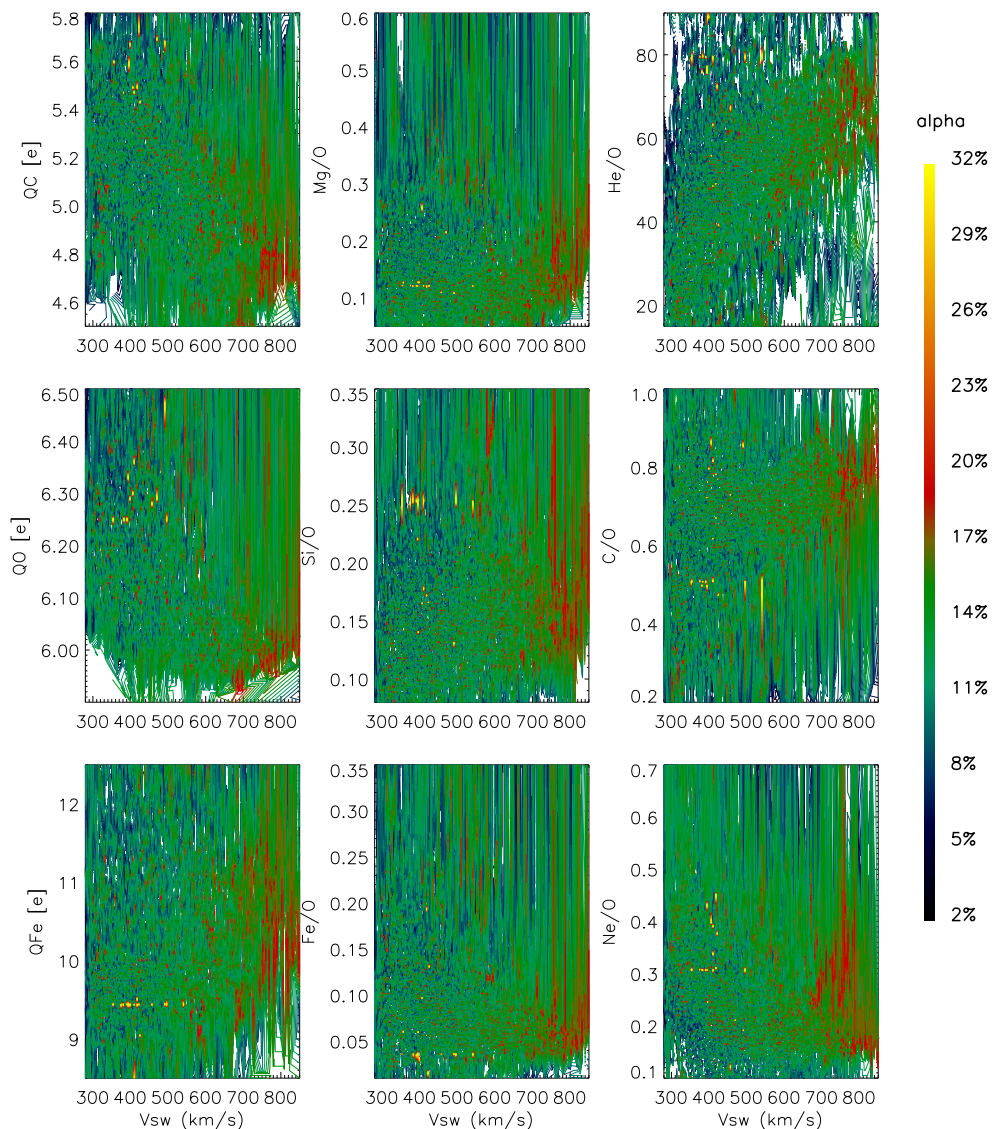 5.8
5.6
5.4
5.2
5.0
4.8
4.6
QC [e]
300 400 500 600 700 800
0.6
0.5
0.4
0.3
0.2
0.1
Mg/O
300 400 500 600 700 800
80
60
40
20
He/O
300 400 500 600 700 800
6.50
6.40
6.30
6.20
6.10
6.00
QO [e]
300 400 500 600 700 800
0.35
0.30
0.25
0.20
0.15
0.10
Si/O
300 400 500 600 700 800
1.0
0.8
0.6
0.4
0.2
C/O
300 400 500 600 700 800
12
11
10
9
QFe [e]
300 400 500 600 700 800
Vsw (km/s)
0.35
0.30
0.25
0.20
0.15
0.10
0.05
Fe/O
300 400 500 600 700 800
Vsw (km/s)
0.7
0.6
0.5
0.4
0.3
0.2
0.1
Ne/O
300 400 500 600 700 800
Vsw (km/s)
alpha
32%
29%
26%
23%
20%
17%
14%
11%
8%
5%
2%